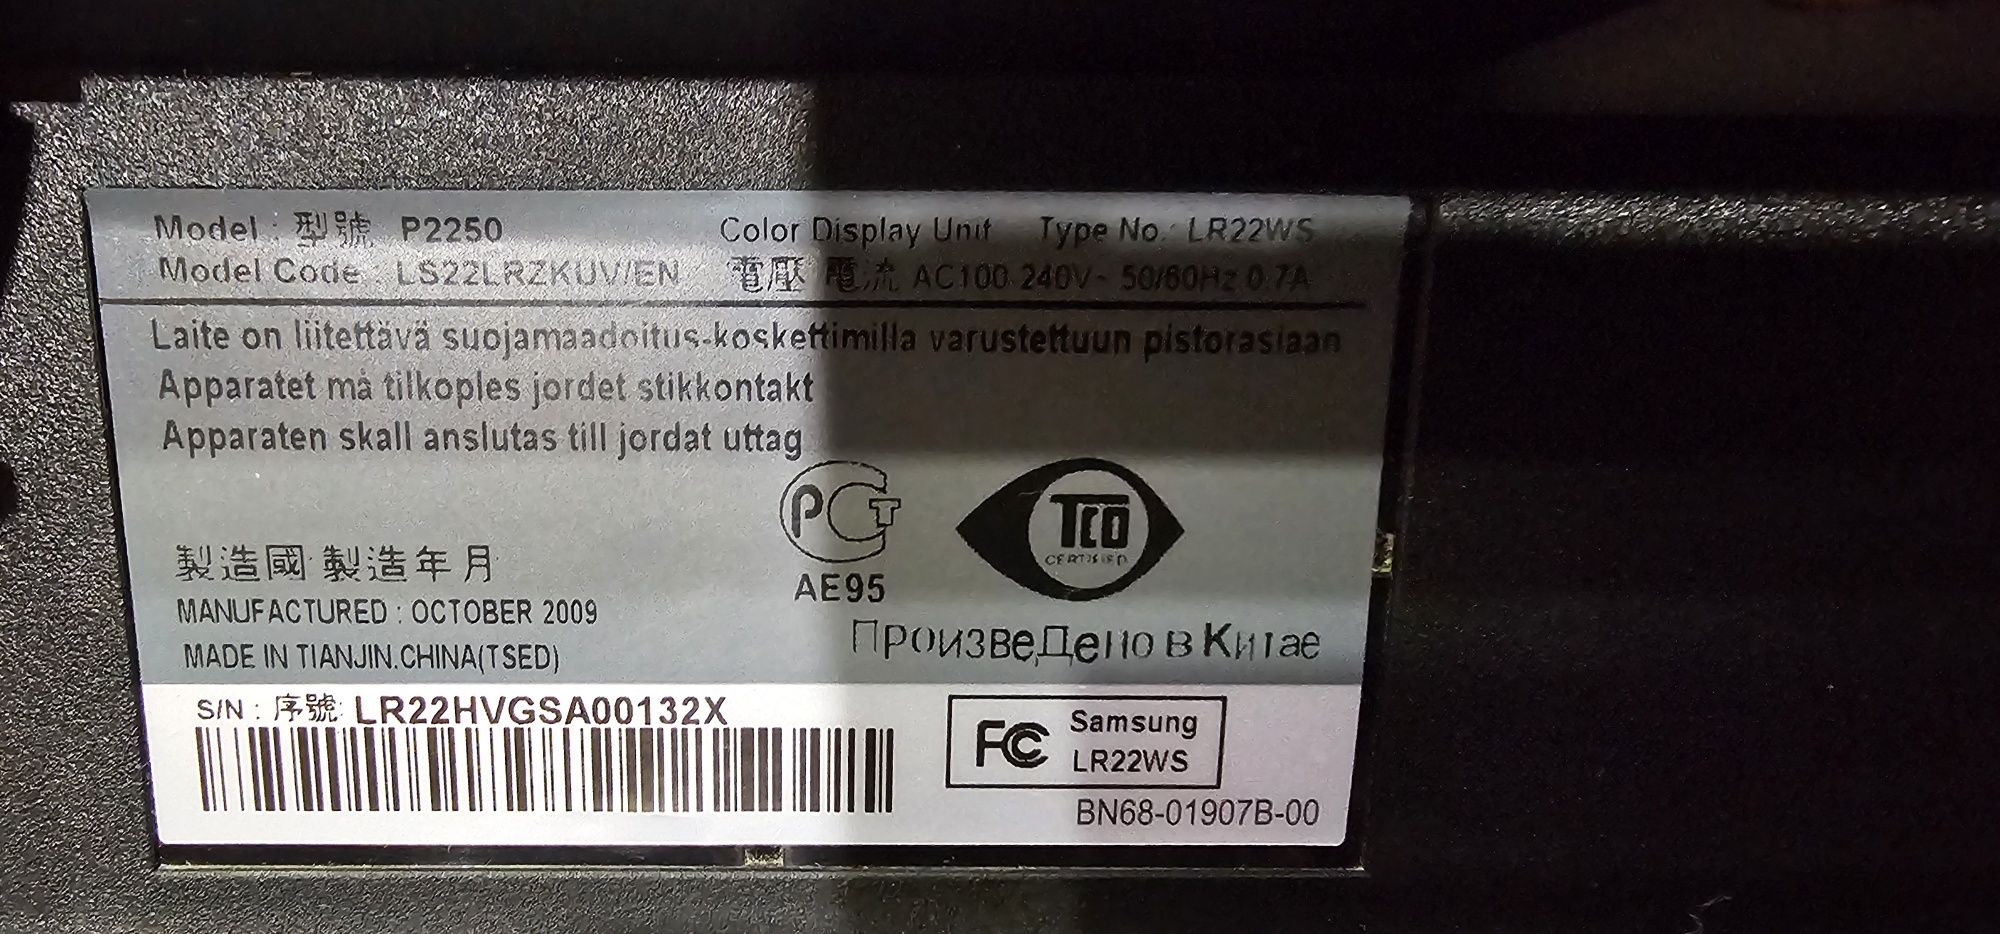 Model : 型號 P2250 Color Display Unit Type No.: LR22WS
Model Code : LS22LRZKUV/EN 電壓 電流 AC100 240V~ 50/60Hz 0.7A
Laite on liitettävä suojamaadoitus-koskettimilla varustettuun pistorasiaan
Apparatet må tilkoples jordet stikkontakt
Apparaten skall anslutas till jordat uttag
PCT
AE95
TCO
CERTIFIED
製造國 製造年月
MANUFACTURED : OCTOBER 2009
MADE IN TIANJIN.CHINA(TSED)
Произведено в Китае
S/N : 序號: LR22HVGSA00132X
FC Samsung
LR22WS
BN68-01907B-00